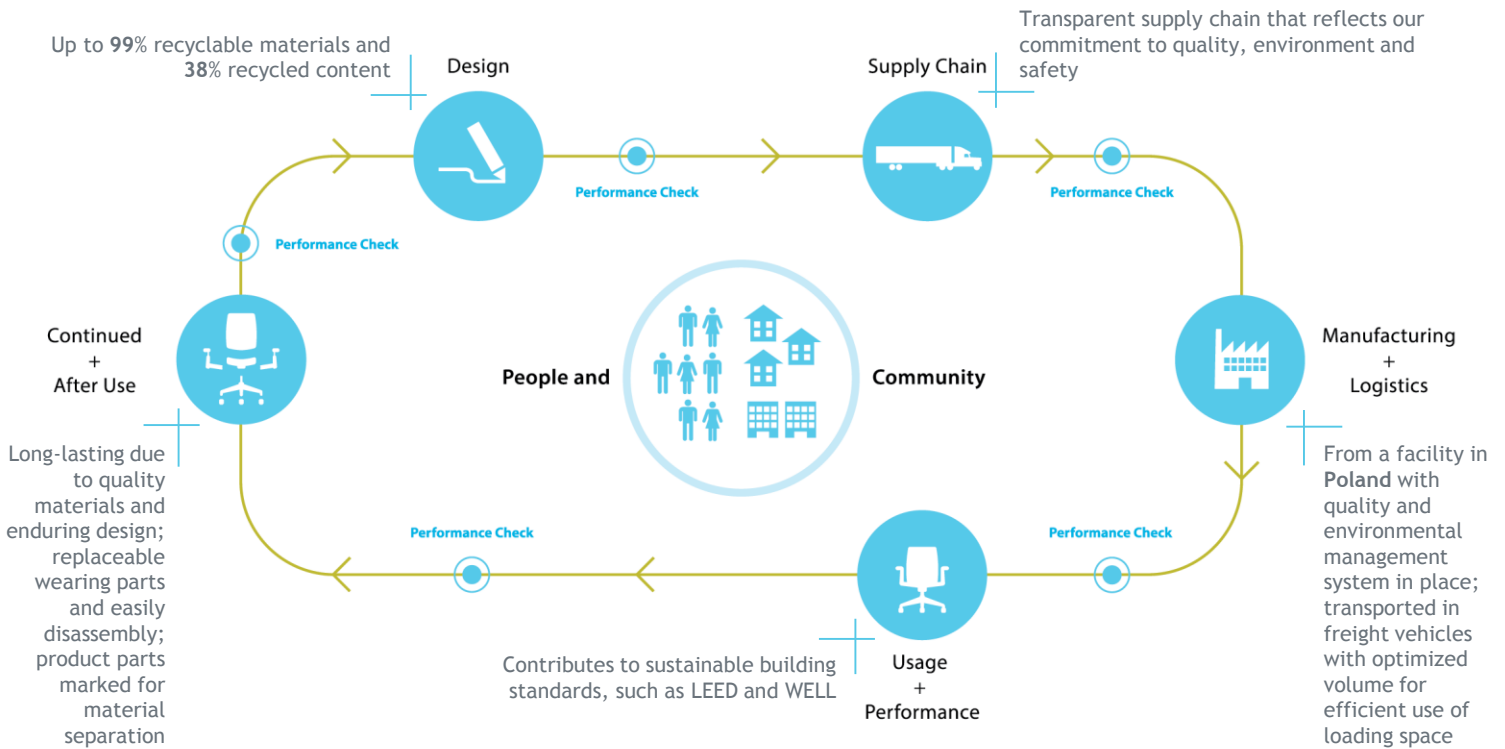 Up to 99% recyclable materials and
38% recycled content
Design
Supply Chain
Transparent supply chain that reflects our
commitment to quality, environment and
safety
Performance Check
Performance Check
Performance Check
Continued
+
After Use
People and
Community
Manufacturing
+
Logistics
Long-lasting due
to quality
materials and
enduring design;
replaceable
wearing parts
and easily
disassembly;
product parts
marked for
material
separation
From a facility in
Poland with
quality and
environmental
management
system in place;
transported in
freight vehicles
with optimized
volume for
efficient use of
loading space
Performance Check
Performance Check
Contributes to sustainable building
standards, such as LEED and WELL
Usage
+
Performance